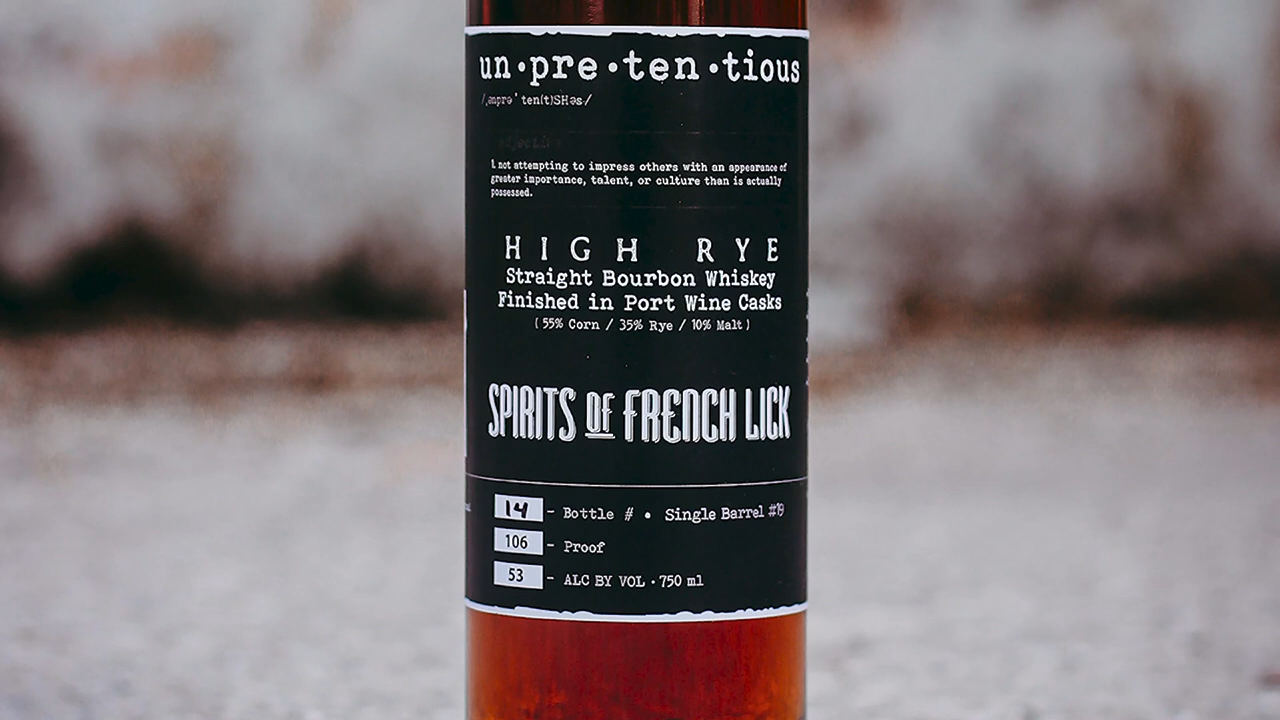 un•pre•ten•tious
/ˌənprəˈten(t)SHəs/
adjective
1. not attempting to impress others with an appearance of
greater importance, talent, or culture than is actually
possessed.
HIGH RYE
Straight Bourbon Whiskey
Finished in Port Wine Casks
( 55% Corn / 35% Rye / 10% Malt )
SPIRITS OF FRENCH LICK
14 - Bottle # • Single Barrel #19
106 - Proof
53 - ALC BY VOL · 750 ml